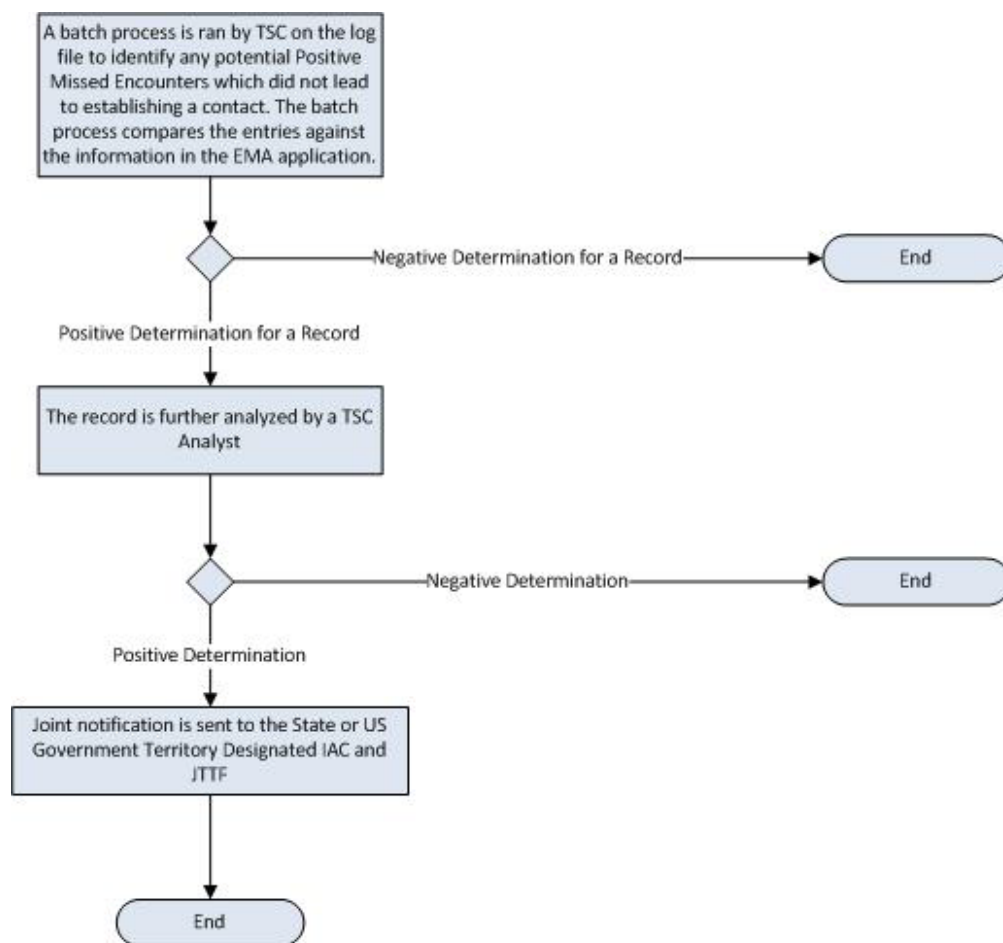 A batch process is ran by TSC on the log
file to identify any potential Positive
Missed Encounters which did not lead
to establishing a contact. The batch
process compares the entries against
the information in the EMA application.
Negative Determination for a Record
End
Positive Determination for a Record
The record is further analyzed by a TSC
Analyst
Negative Determination
End
Positive Determination
Joint notification is sent to the State or US
Government Territory Designated IAC and
JTTF
End